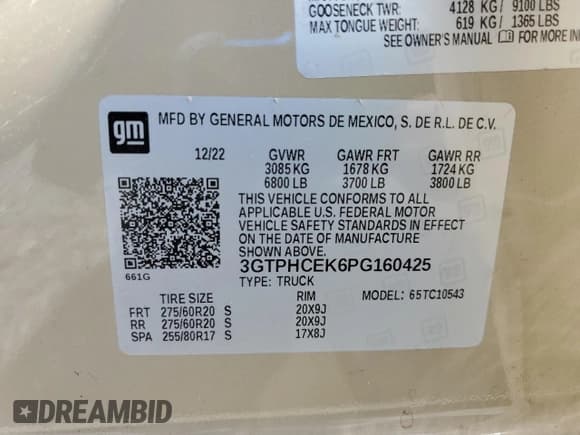 GOOSENECK TWR: 4128 KG / 9100 LBS
MAX TONGUE WEIGHT: 619 KG / 1365 LBS
SEE OWNER'S MANUAL FOR MORE IN
gm
MFD BY GENERAL MOTORS DE MEXICO, S. DE R.L. DE C.V.
12/22 GVWR GAWR FRT GAWR RR
3085 KG 1678 KG 1724 KG
6800 LB 3700 LB 3800 LB
THIS VEHICLE CONFORMS TO ALL
APPLICABLE U.S. FEDERAL MOTOR
VEHICLE SAFETY STANDARDS IN EFFECT
ON THE DATE OF MANUFACTURE
SHOWN ABOVE.
3GTPHCEK6PG160425
661G
TYPE: TRUCK
TIRE SIZE RIM MODEL: 65TC10543
FRT 275/60R20 S 20X9J
RR 275/60R20 S 20X9J
SPA 255/80R17 S 17X8J
DREAMBID